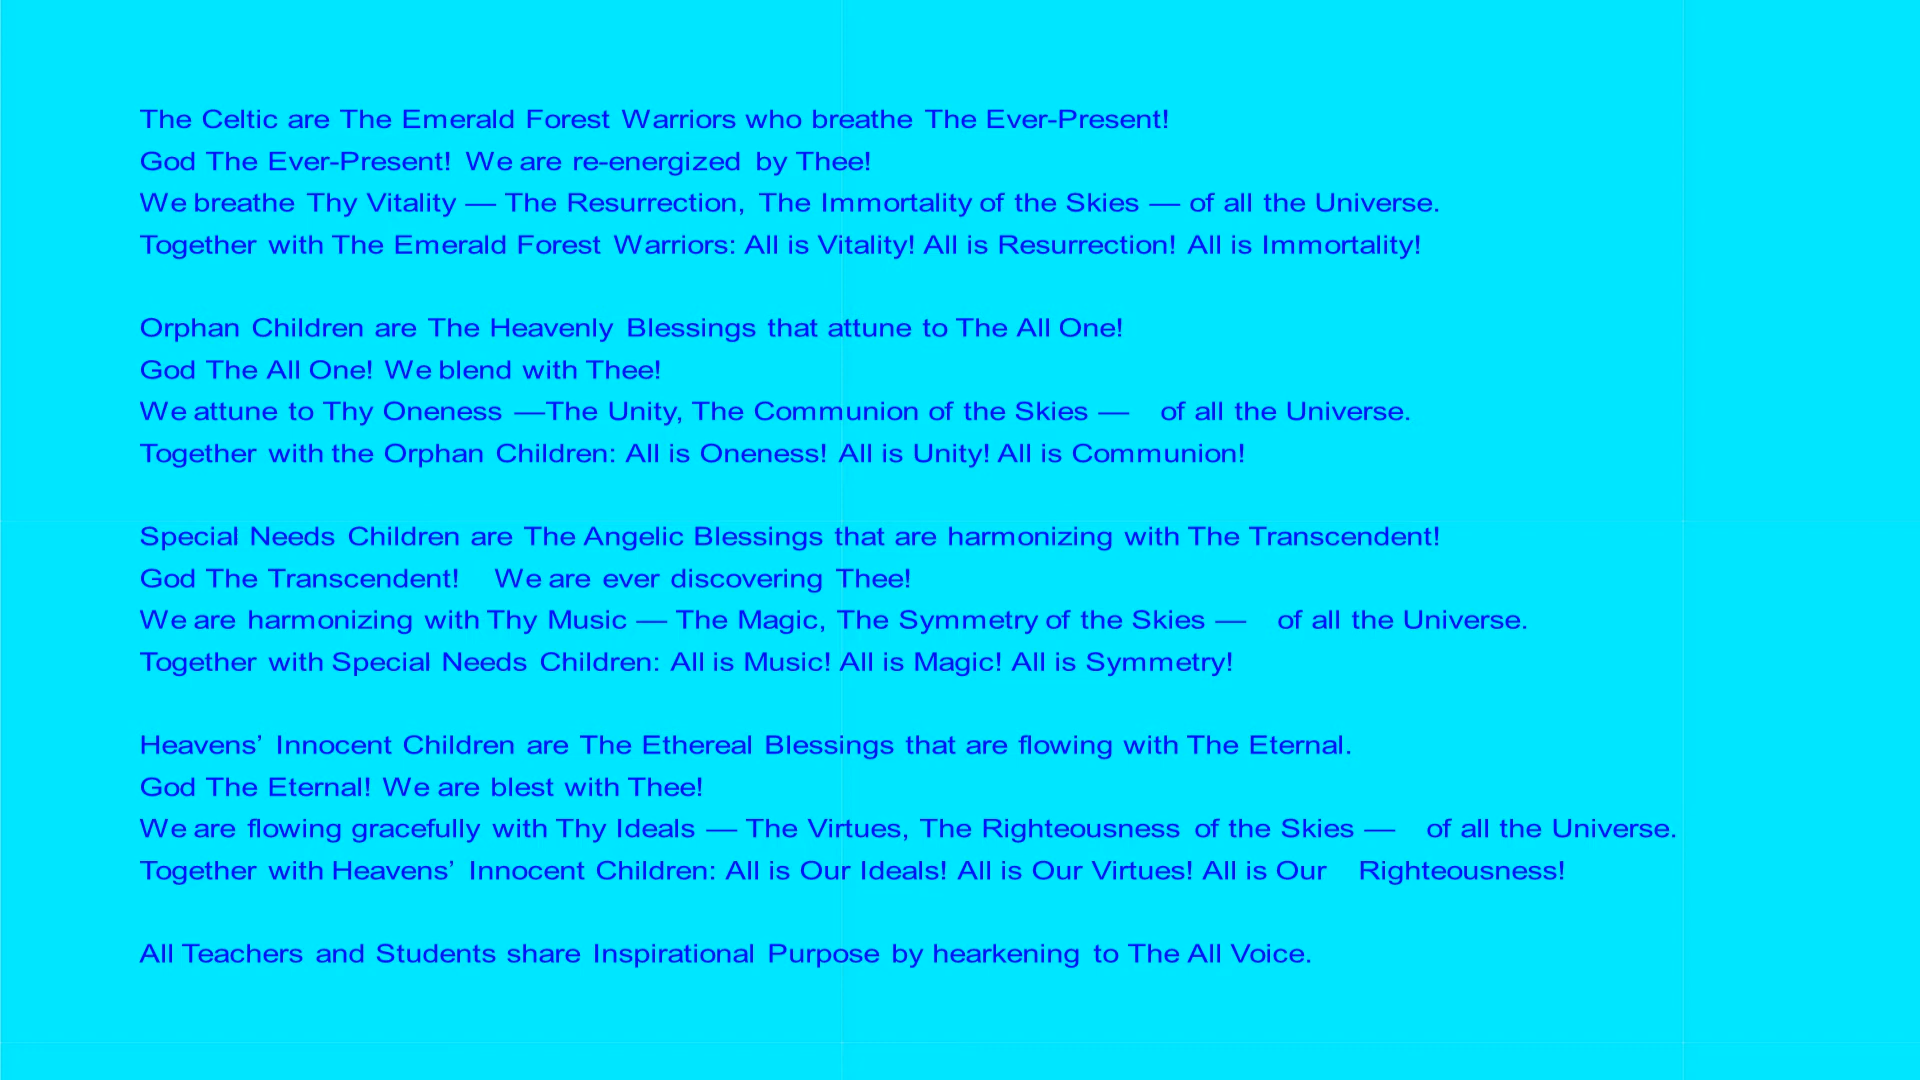 The Celtic are The Emerald Forest Warriors who breathe The Ever-Present!
God The Ever-Present! We are re-energized by Thee!
We breathe Thy Vitality — The Resurrection, The Immortality of the Skies — of all the Universe.
Together with The Emerald Forest Warriors: All is Vitality! All is Resurrection! All is Immortality!
Orphan Children are The Heavenly Blessings that attune to The All One!
God The All One! We blend with Thee!
We attune to Thy Oneness —The Unity, The Communion of the Skies — of all the Universe.
Together with the Orphan Children: All is Oneness! All is Unity! All is Communion!
Special Needs Children are The Angelic Blessings that are harmonizing with The Transcendent!
God The Transcendent! We are ever discovering Thee!
We are harmonizing with Thy Music — The Magic, The Symmetry of the Skies — of all the Universe.
Together with Special Needs Children: All is Music! All is Magic! All is Symmetry!
Heavens’ Innocent Children are The Ethereal Blessings that are flowing with The Eternal.
God The Eternal! We are blest with Thee!
We are flowing gracefully with Thy Ideals — The Virtues, The Righteousness of the Skies — of all the Universe.
Together with Heavens’ Innocent Children: All is Our Ideals! All is Our Virtues! All is Our Righteousness!
All Teachers and Students share Inspirational Purpose by hearkening to The All Voice.